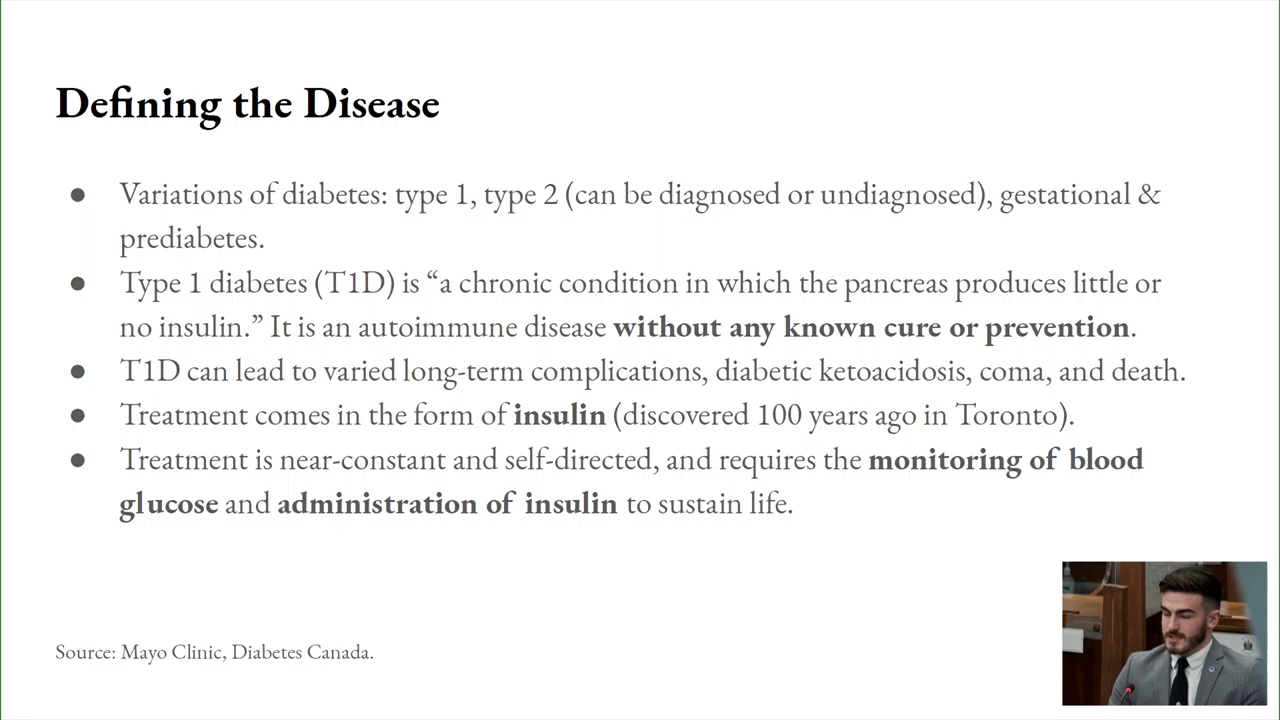 Defining the Disease
● Variations of diabetes: type 1, type 2 (can be diagnosed or undiagnosed), gestational &
prediabetes.
● Type 1 diabetes (T1D) is “a chronic condition in which the pancreas produces little or
no insulin.” It is an autoimmune disease without any known cure or prevention.
● T1D can lead to varied long-term complications, diabetic ketoacidosis, coma, and death.
● Treatment comes in the form of insulin (discovered 100 years ago in Toronto).
● Treatment is near-constant and self-directed, and requires the monitoring of blood
glucose and administration of insulin to sustain life.
Source: Mayo Clinic, Diabetes Canada.